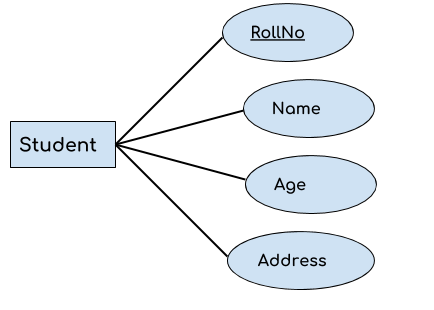 RollNo
Name
Student
Age
Address